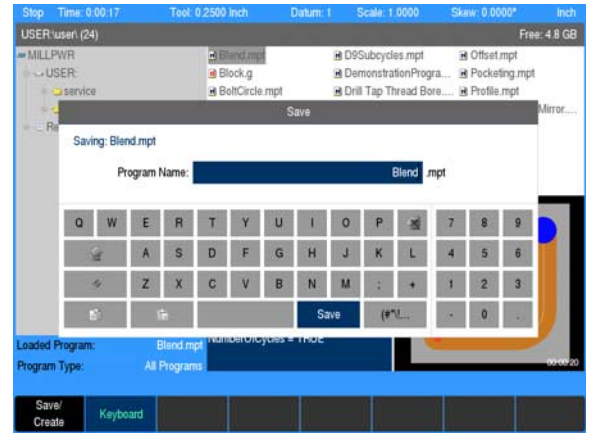 Stop Time: 0:00:17 Tool: 0.2500 Inch Datum: 1 Scale: 1.0000 Skew: 0.0000° Inch
USER:\user\ (24) Free: 4.8 GB
MILLPWR
USER:
service
Re
Blend.mpt
Block.g
BoltCircle.mpt
D9Subcycles.mpt
DemonstrationProgra...
Drill Tap Thread Bore....
Offset.mpt
Pocketing.mpt
Profile.mpt
Mirror....
Save
Saving: Blend.mpt
Program Name: Blend .mpt
Q W E R T Y U I O P 7 8 9
A S D F G H J K L 4 5 6
Z X C V B N M ; + 1 2 3
Save (#"\!... - 0 .
Loaded Program: Blend.mpt
NumberOfCycles = TRUE
Program Type: All Programs
00:00:20
Save/
Create
Keyboard